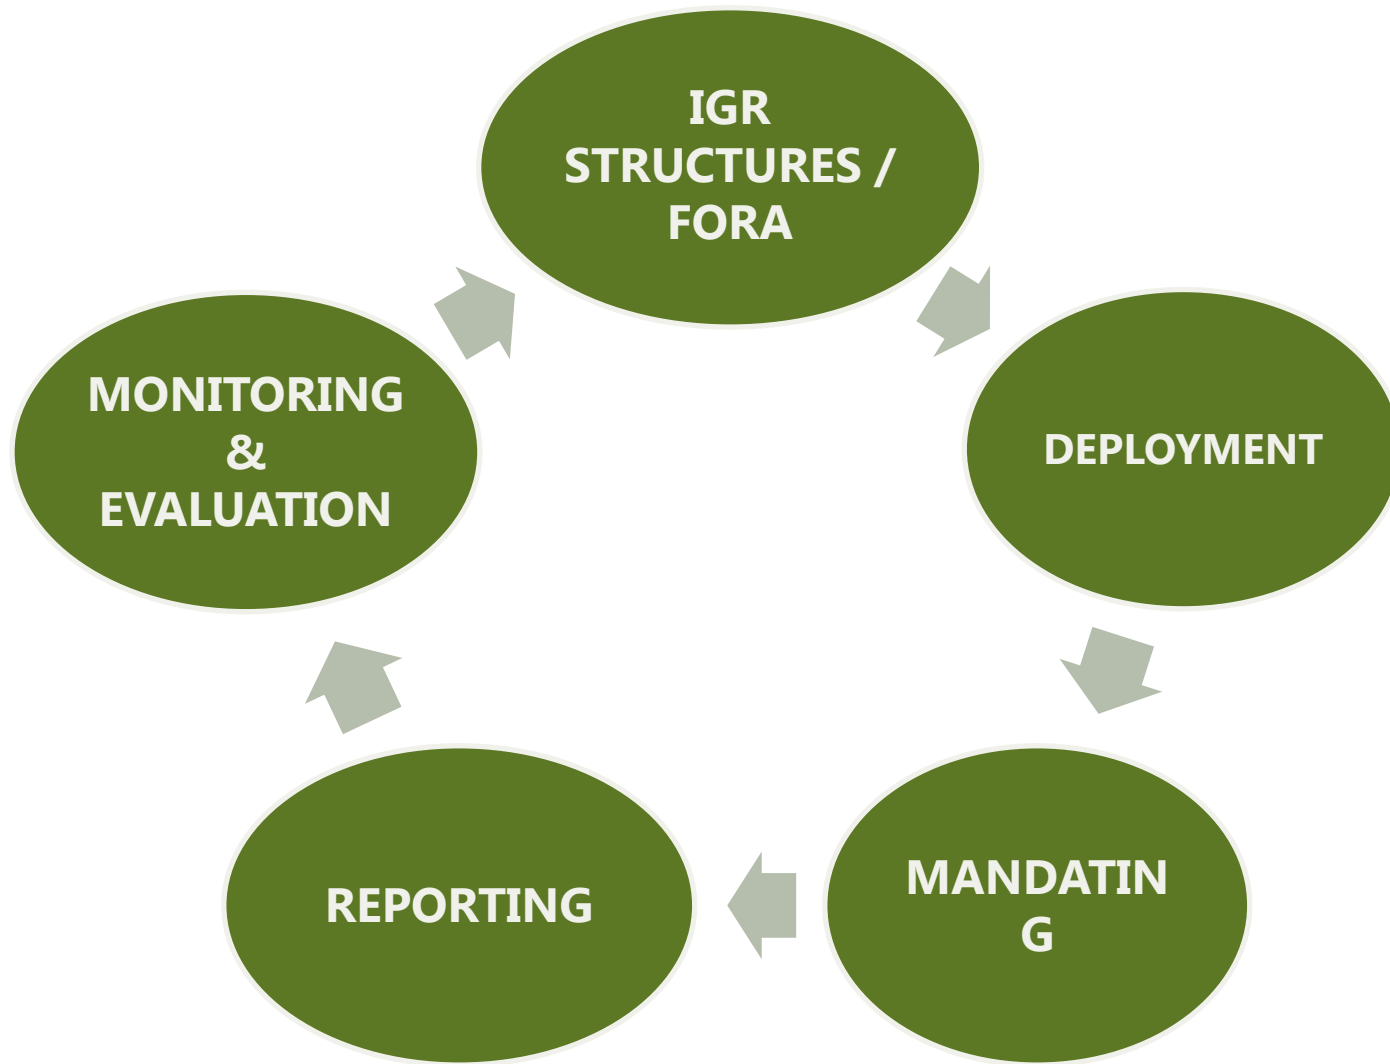 IGR
STRUCTURES /
FORA
DEPLOYMENT
MANDATIN
G
REPORTING
MONITORING
&
EVALUATION